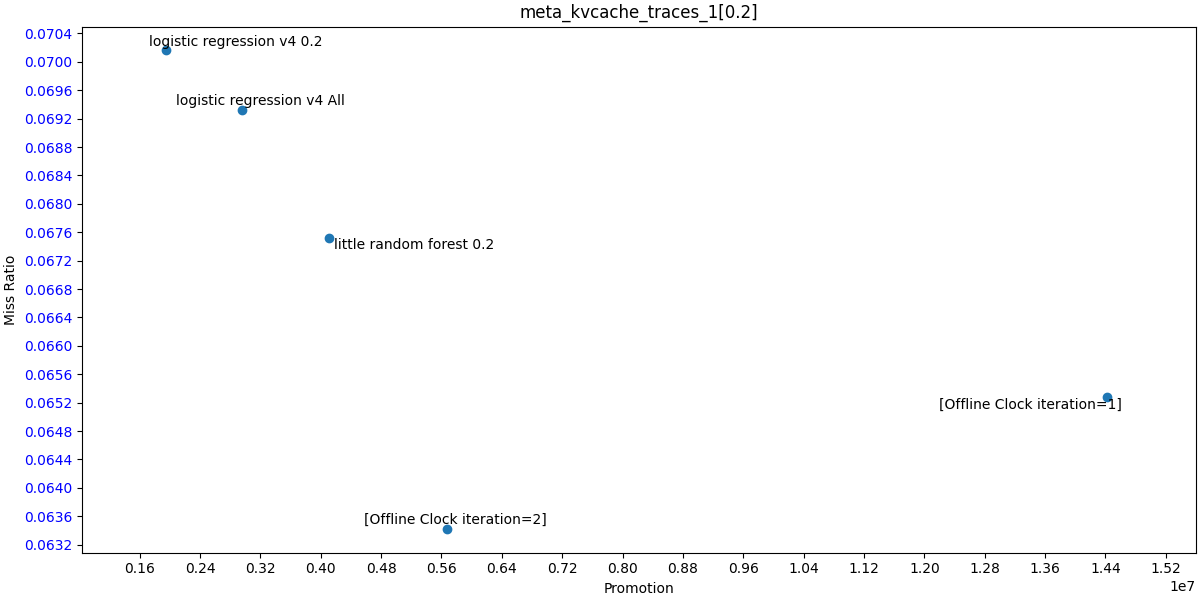 meta_kvcache_traces_1[0.2]
0.0704
0.0700
0.0696
0.0692
0.0688
0.0684
0.0680
0.0676
0.0672
0.0668
0.0664
0.0660
0.0656
0.0652
0.0648
0.0644
0.0640
0.0636
0.0632
Miss Ratio
logistic regression v4 0.2
logistic regression v4 All
little random forest 0.2
[Offline Clock iteration=1]
[Offline Clock iteration=2]
0.16 0.24 0.32 0.40 0.48 0.56 0.64 0.72 0.80 0.88 0.96 1.04 1.12 1.20 1.28 1.36 1.44 1.52
1e7
Promotion